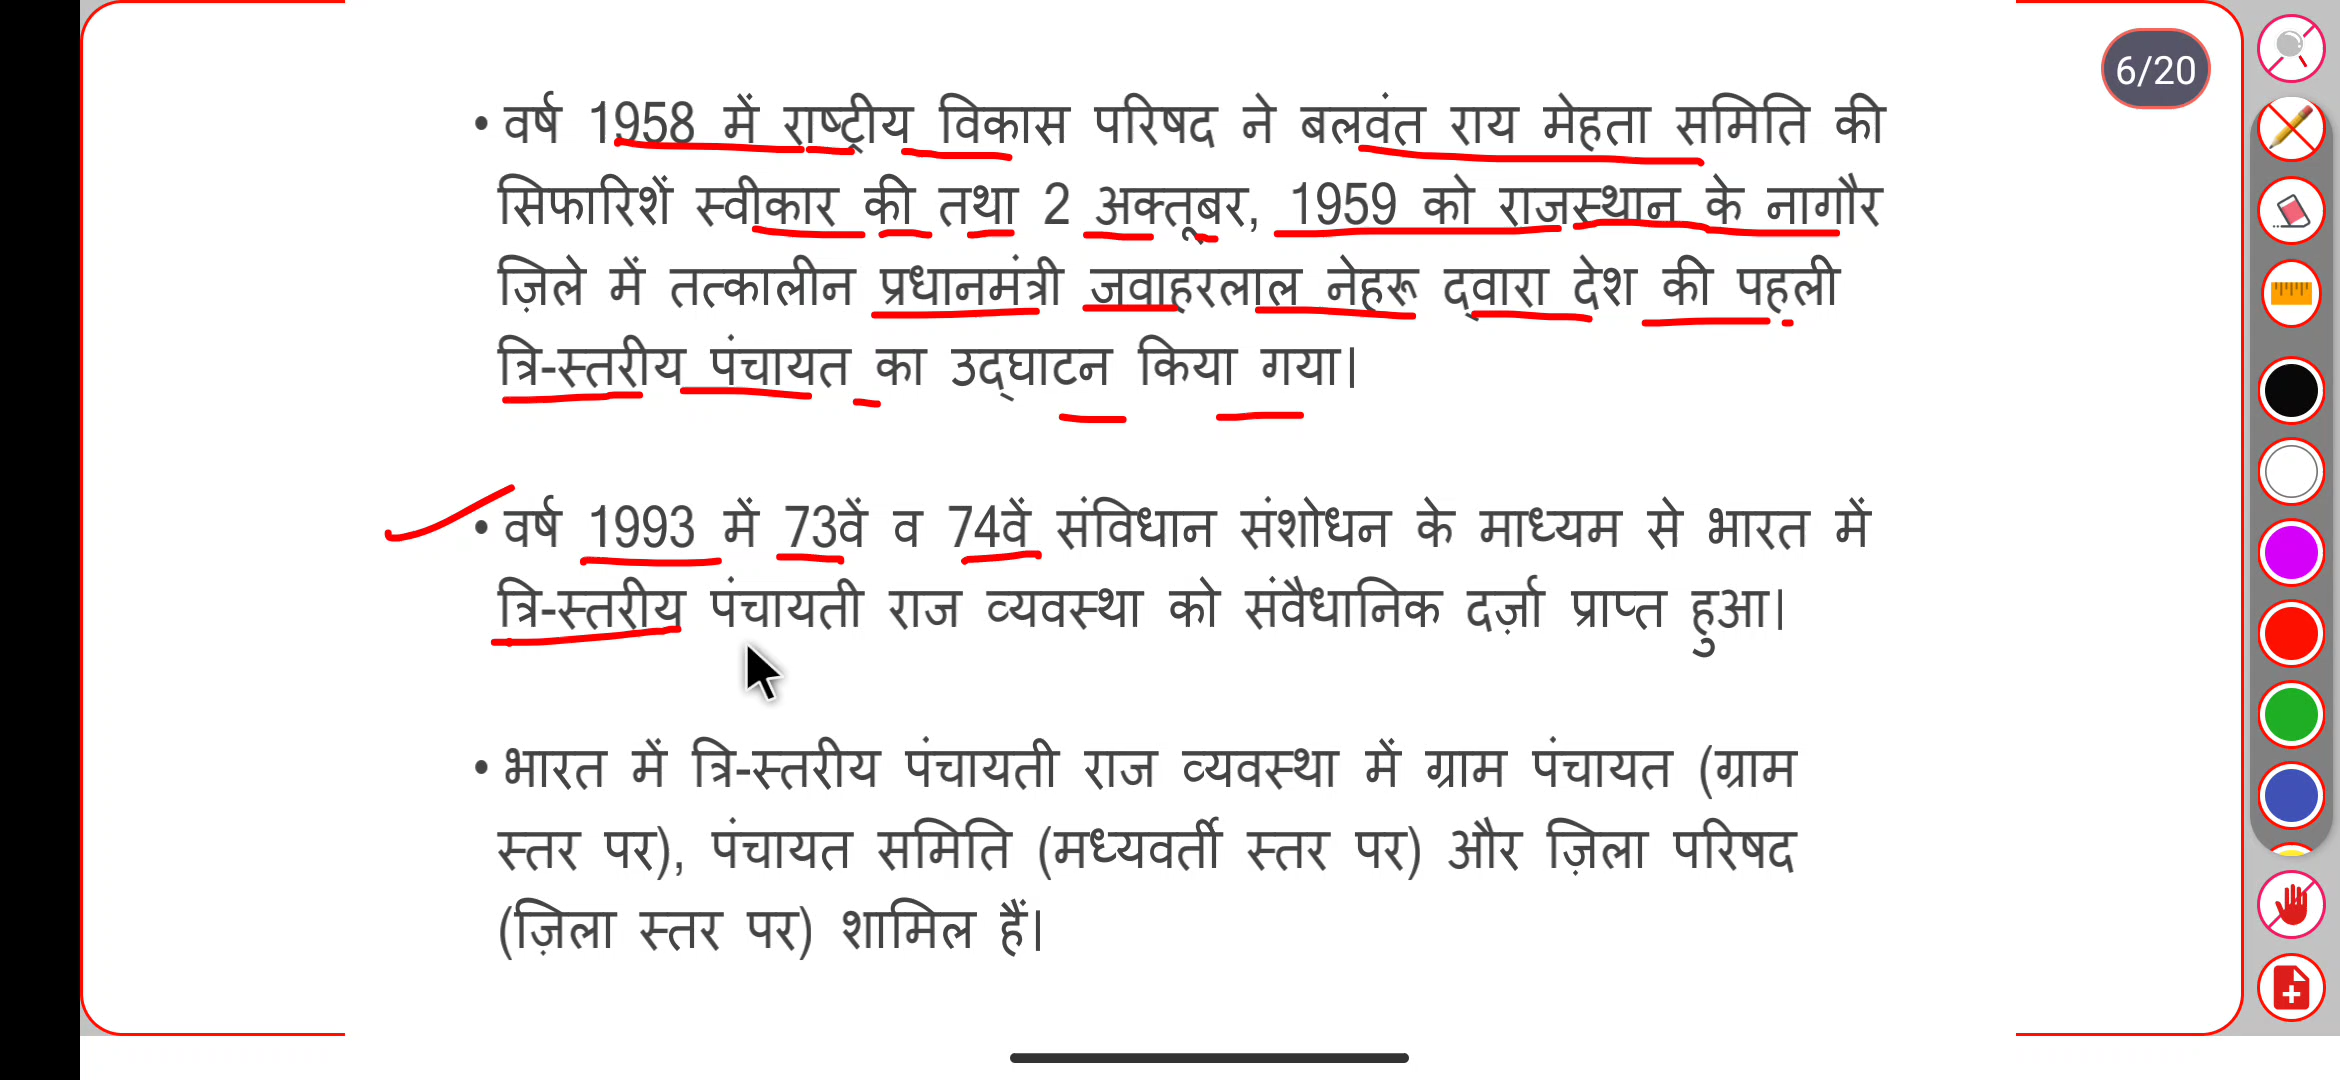 6/20
• वर्ष 1958 में राष्ट्रीय विकास परिषद ने बलवंत राय मेहता समिति की
सिफारिशें स्वीकार की तथा 2 अक्तूबर, 1959 को राजस्थान के नागौर
ज़िले में तत्कालीन प्रधानमंत्री जवाहरलाल नेहरू द्वारा देश की पहली
त्रि-स्तरीय पंचायत का उद्घाटन किया गया।
• वर्ष 1993 में 73वें व 74वें संविधान संशोधन के माध्यम से भारत में
त्रि-स्तरीय पंचायती राज व्यवस्था को संवैधानिक दर्ज़ा प्राप्त हुआ।
• भारत में त्रि-स्तरीय पंचायती राज व्यवस्था में ग्राम पंचायत (ग्राम
स्तर पर), पंचायत समिति (मध्यवर्ती स्तर पर) और ज़िला परिषद
(ज़िला स्तर पर) शामिल हैं।